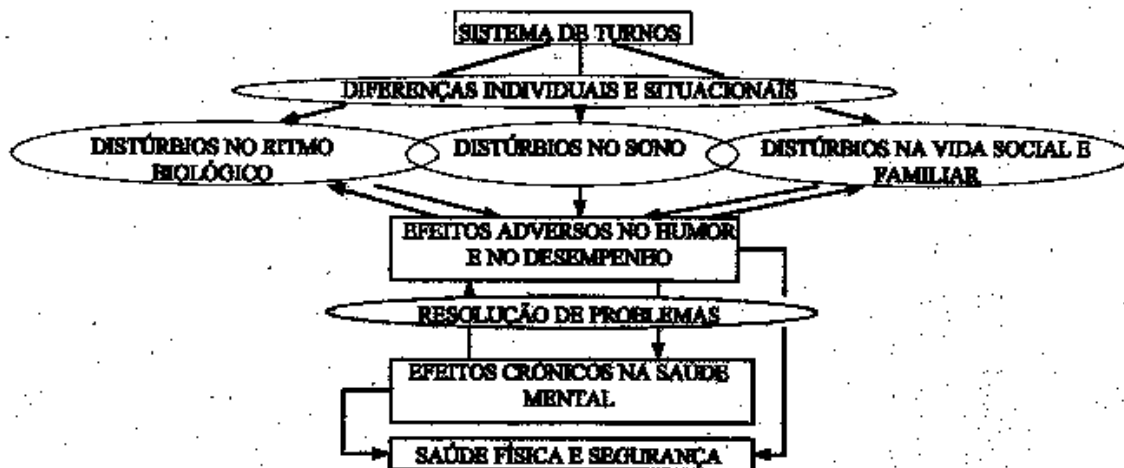 SISTEMA DE TURNOS
DIFERENÇAS INDIVIDUAIS E SITUACIONAIS
DISTÚRBIOS NO RITMO
BIOLÓGICO
DISTÚRBIOS NO SONO
DISTÚRBIOS NA VIDA SOCIAL E
FAMILIAR
EFEITOS ADVERSOS NO HUMOR
E NO DESEMPENHO
RESOLUÇÃO DE PROBLEMAS
EFEITOS CRÓNICOS NA SAÚDE
MENTAL
SAÚDE FÍSICA E SEGURANÇA